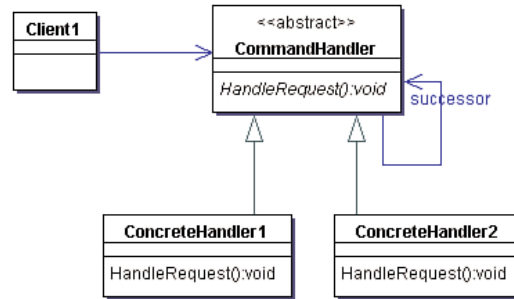 Client1
<<abstract>>
CommandHandler
HandleRequest():void
successor
ConcreteHandler1
HandleRequest():void
ConcreteHandler2
HandleRequest():void